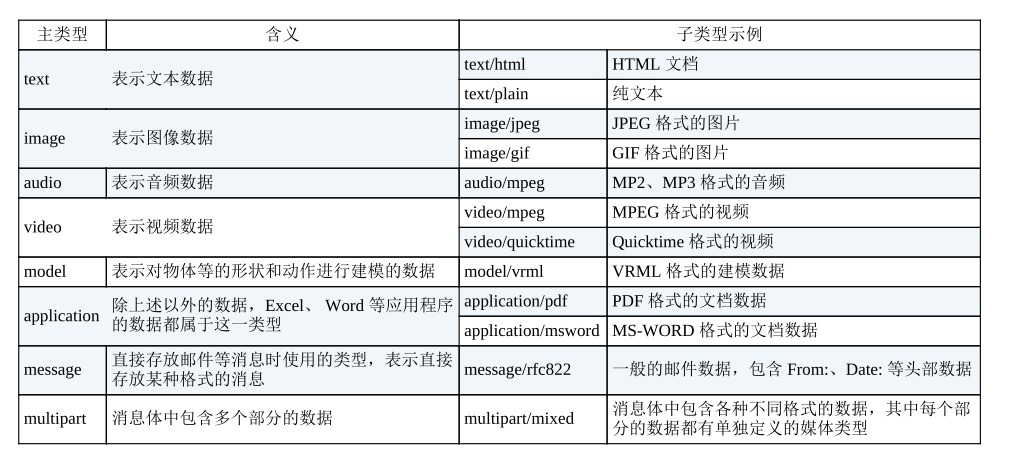 主类型 含义 子类型示例
text 表示文本数据 text/html HTML 文档
text/plain 纯文本
image 表示图像数据 image/jpeg JPEG 格式的图片
image/gif GIF 格式的图片
audio 表示音频数据 audio/mpeg MP2、MP3 格式的音频
video 表示视频数据 video/mpeg MPEG 格式的视频
video/quicktime Quicktime 格式的视频
model 表示对物体等的形状和动作进行建模的数据 model/vrml VRML 格式的建模数据
application 除上述以外的数据，Excel、 Word 等应用程序
的数据都属于这一类型
application/pdf PDF 格式的文档数据
application/msword MS-WORD 格式的文档数据
message 直接存放邮件等消息时使用的类型，表示直接
存放某种格式的消息
message/rfc822 一般的邮件数据，包含 From:、Date: 等头部数据
multipart 消息体中包含多个部分的数据 multipart/mixed 消息体中包含各种不同格式的数据，其中每个部
分的数据都有单独定义的媒体类型